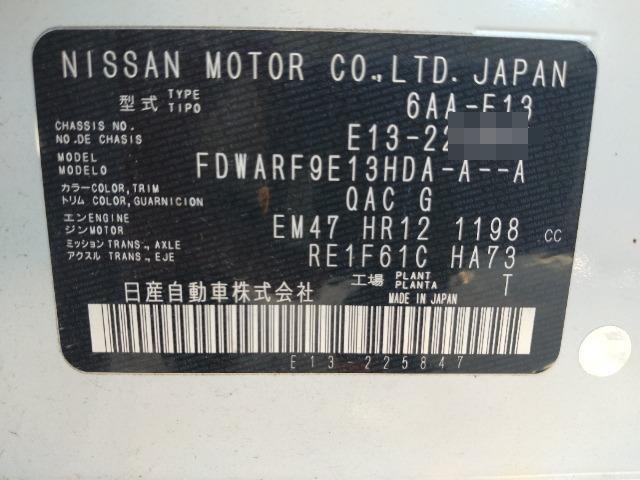 NISSAN MOTOR CO.,LTD. JAPAN
型式 TYPE TIPO 6AA-E13
CHASSIS NO. NO.DE CHASIS E13-22
MODEL MODELO FDWARF9E13HDA-A--A
カラー COLOR, TRIM トリム COLOR, GUARNICION QAC G
エンジン ENGINE MOTOR EM47 HR12 1198 CC
ミッション TRANS., AXLE アクスル TRANS., EJE RE1F61C HA73
工場 PLANT PLANTA T
日産自動車株式会社 MADE IN JAPAN
E13-225847